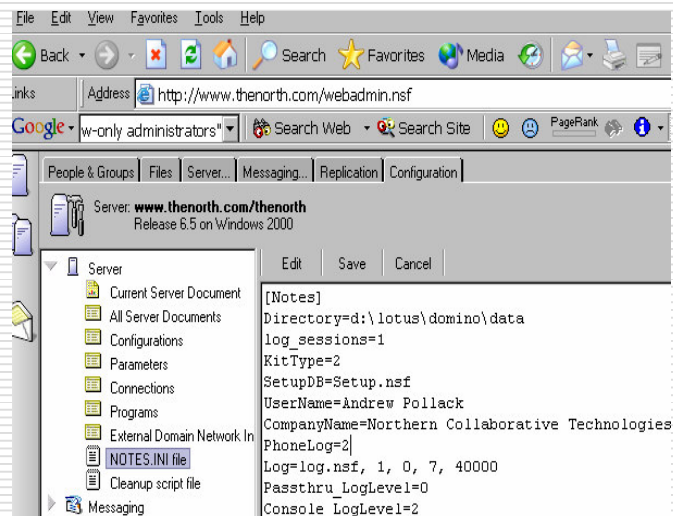 File Edit View Favorites Tools Help
Back Search Favorites Media
Links Address http://www.thenorth.com/webadmin.nsf
Google w-only administrators" Search Web Search Site PageRank
People & Groups Files Server... Messaging... Replication Configuration
Server: www.thenorth.com/thenorth
Release 6.5 on Windows 2000
Server
Edit Save Cancel
Current Server Document
All Server Documents
Configurations
Parameters
Connections
Programs
External Domain Network In
NOTES.INI file
Cleanup script file
Messaging
[Notes]
Directory=d:\lotus\domino\data
log_sessions=1
KitType=2
SetupDB=Setup.nsf
UserName=Andrew Pollack
CompanyName=Northern Collaborative Technologies
PhoneLog=2
Log=log.nsf, 1, 0, 7, 40000
Passthru_LogLevel=0
Console_LogLevel=2